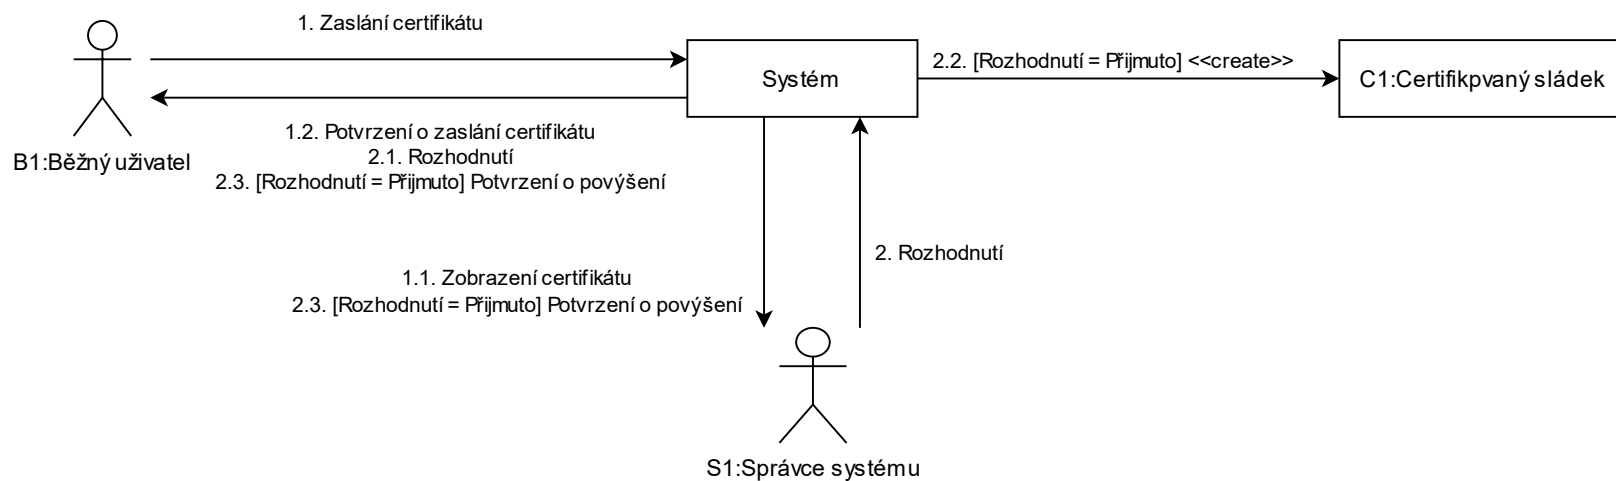 1. Zaslání certifikátu
Systém
2.2. [Rozhodnutí = Přijmuto] <<create>>
C1:Certifikpvaný sládek
1.2. Potvrzení o zaslání certifikátu
2.1. Rozhodnutí
2.3. [Rozhodnutí = Přijmuto] Potvrzení o povýšení
B1:Běžný uživatel
2. Rozhodnutí
1.1. Zobrazení certifikátu
2.3. [Rozhodnutí = Přijmuto] Potvrzení o povýšení
S1:Správce systému